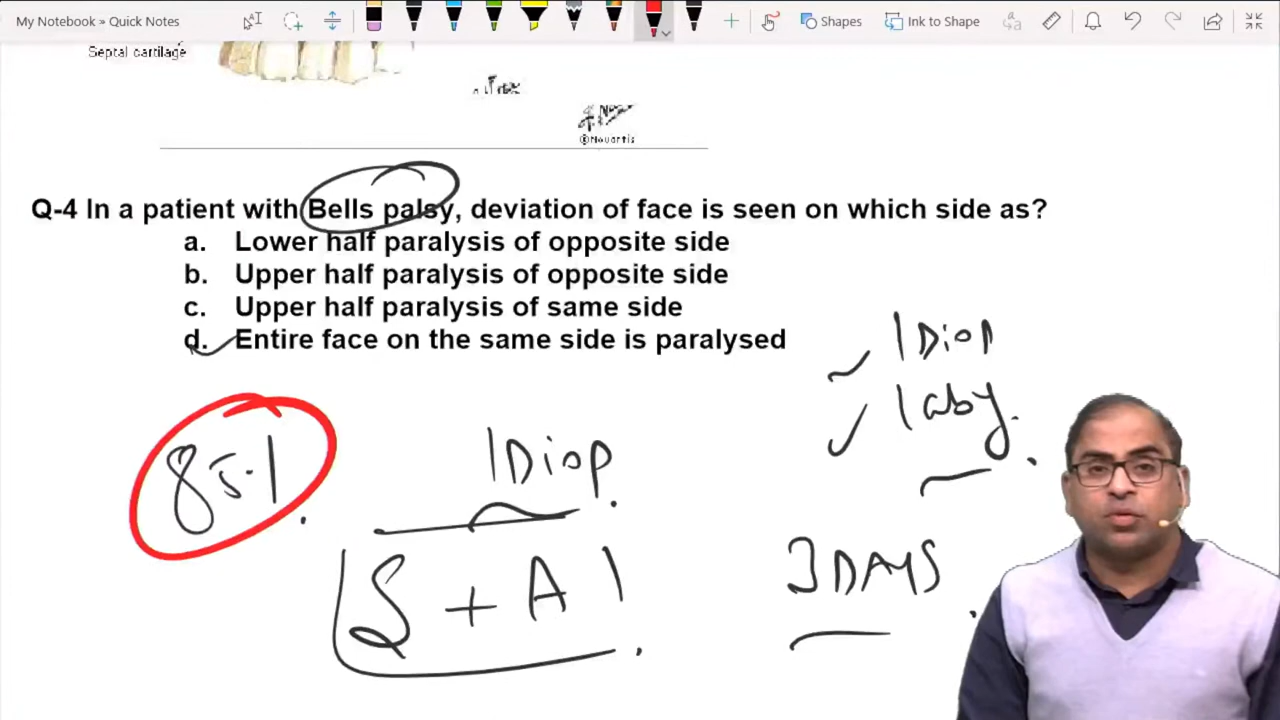 My Notebook » Quick Notes
Shapes
Ink to Shape
Septal cartilage
©Novartis
Q-4 In a patient with Bells palsy, deviation of face is seen on which side as?
a. Lower half paralysis of opposite side
b. Upper half paralysis of opposite side
c. Upper half paralysis of same side
d. Entire face on the same side is paralysed
IDiop
laby.
85%
IDiop.
S + A
3 DAYS